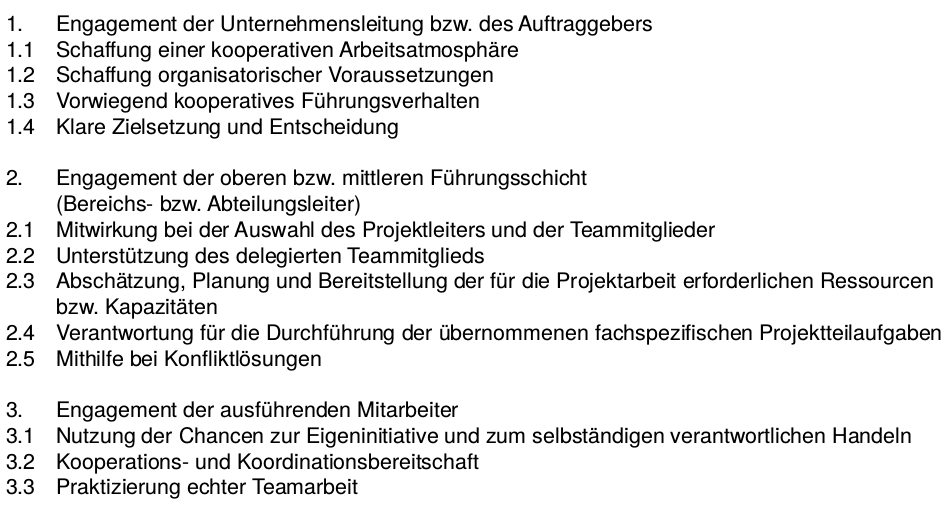 1. Engagement der Unternehmensleitung bzw. des Auftraggebers
1.1 Schaffung einer kooperativen Arbeitsatmosphäre
1.2 Schaffung organisatorischer Voraussetzungen
1.3 Vorwiegend kooperatives Führungsverhalten
1.4 Klare Zielsetzung und Entscheidung
2. Engagement der oberen bzw. mittleren Führungsschicht
(Bereichs- bzw. Abteilungsleiter)
2.1 Mitwirkung bei der Auswahl des Projektleiters und der Teammitglieder
2.2 Unterstützung des delegierten Teammitglieds
2.3 Abschätzung, Planung und Bereitstellung der für die Projektarbeit erforderlichen Ressourcen
bzw. Kapazitäten
2.4 Verantwortung für die Durchführung der übernommenen fachspezifischen Projektteilaufgaben
2.5 Mithilfe bei Konfliktlösungen
3. Engagement der ausführenden Mitarbeiter
3.1 Nutzung der Chancen zur Eigeninitiative und zum selbständigen verantwortlichen Handeln
3.2 Kooperations- und Koordinationsbereitschaft
3.3 Praktizierung echter Teamarbeit